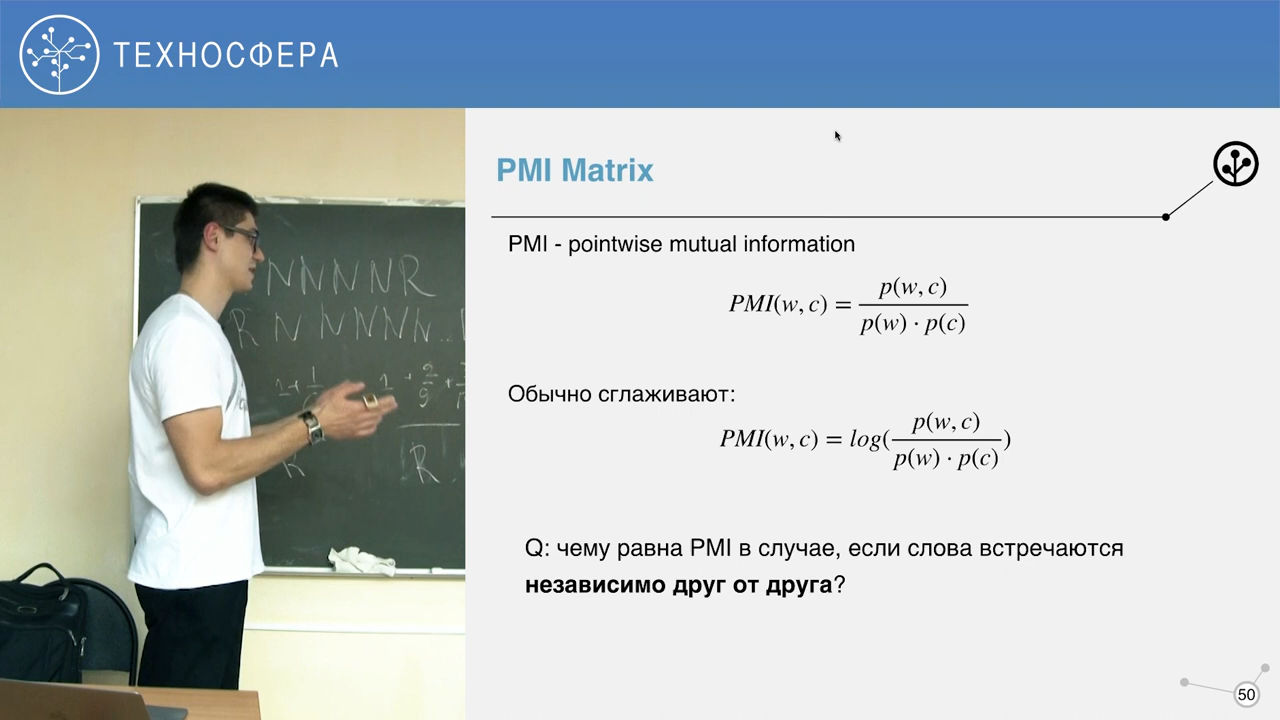 ТЕХНОСФЕРА
PMI Matrix
PMI - pointwise mutual information
PMI(w, c) = p(w, c) / p(w) · p(c)
Обычно сглаживают:
PMI(w, c) = log( p(w, c) / p(w) · p(c) )
Q: чему равна PMI в случае, если слова встречаются
независимо друг от друга?
50
N N N N R
R N N N N N ..
R
R